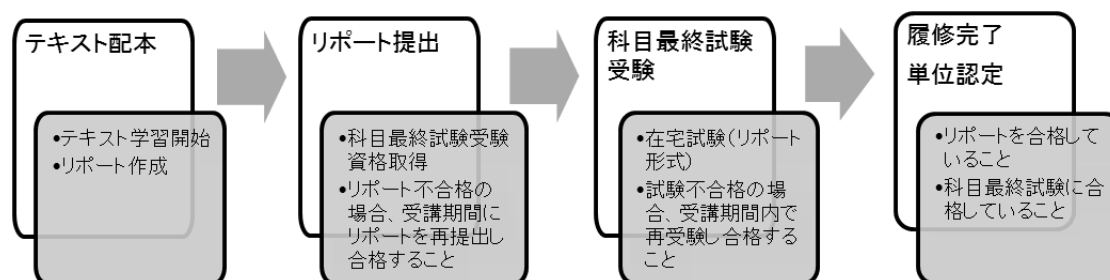 テキスト配本
•テキスト学習開始
•リポート作成
リポート提出
•科目最終試験受験
資格取得
•リポート不合格の
場合、受講期間に
リポートを再提出し
合格すること
科目最終試験
受験
•在宅試験(リポート
形式)
•試験不合格の場
合、受講期間内で
再受験し合格する
こと
履修完了
単位認定
•リポートを合格して
いること
•科目最終試験に合
格していること